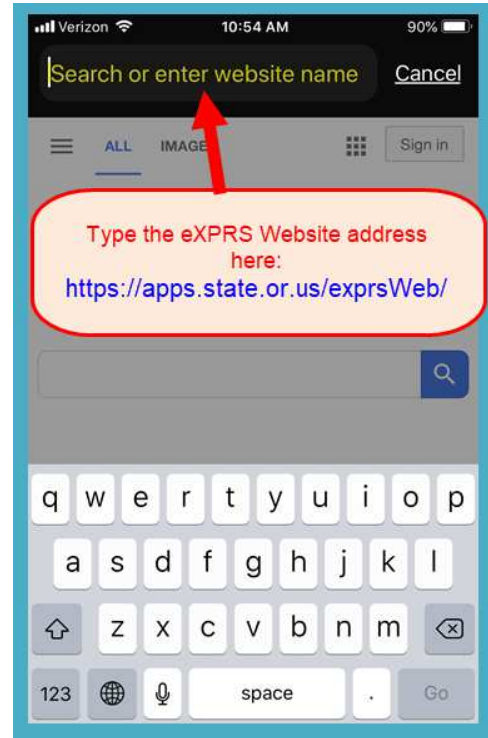 Verizon 10:54 AM 90%
Search or enter website name Cancel
ALL IMAGE Sign in
Type the eXPRS Website address
here:
https://apps.state.or.us/exprsWeb/
q w e r t y u i o p
a s d f g h j k l
z x c v b n m
123 space . Go